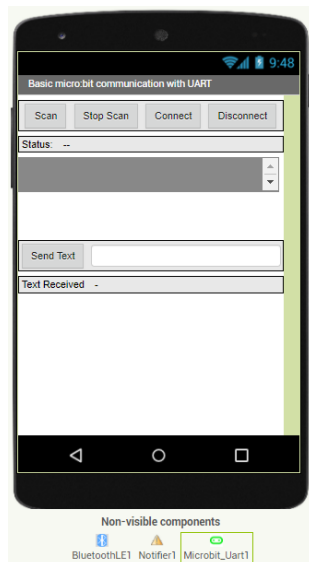 9:48
Basic micro:bit communication with UART
Scan Stop Scan Connect Disconnect
Status: --
Send Text
Text Received -
Non-visible components
BluetoothLE1 Notifier1 Microbit_Uart1